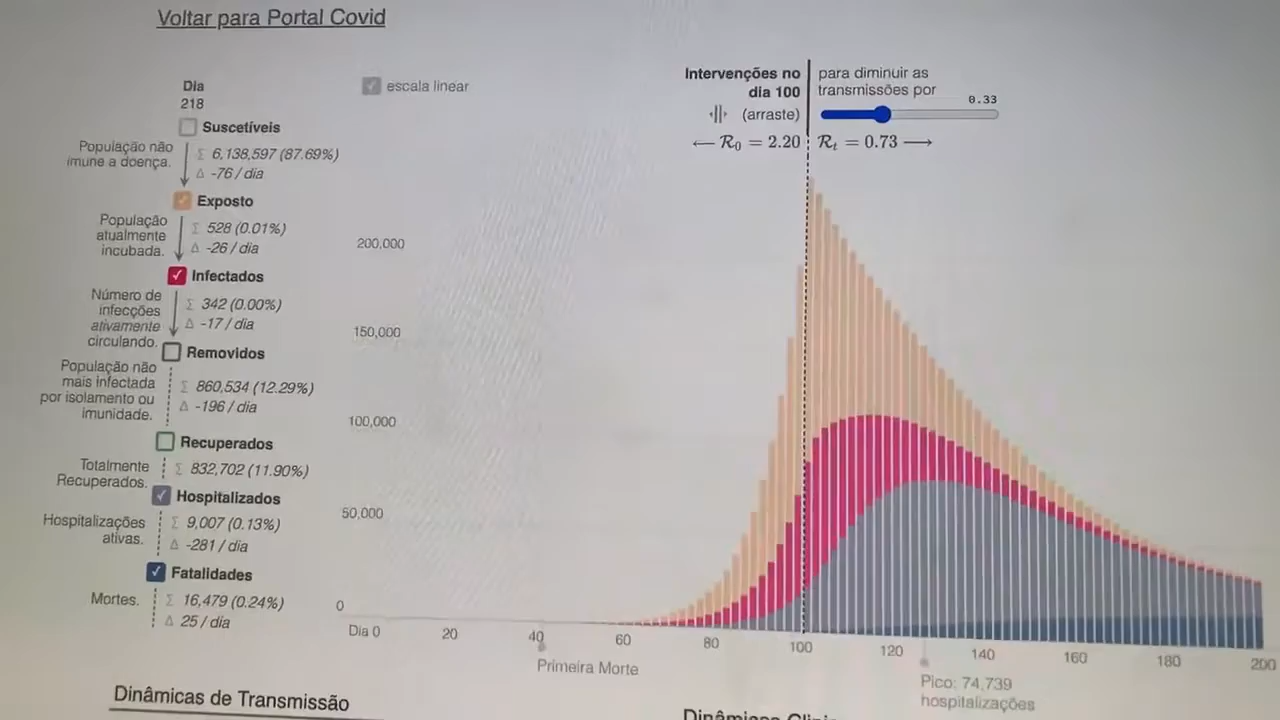 Voltar para Portal Covid
Dia
218
escala linear
Intervenções no
dia 100
(arraste)
para diminuir as
transmissões por
0.33
← R₀ = 2.20
Rₜ = 0.73 →
Suscetíveis
População não
imune a doença.
Σ 6,138,597 (87.69%)
Δ -76 / dia
Exposto
População
atualmente
incubada.
Σ 528 (0.01%)
Δ -26 / dia
Infectados
Número de
infecções
ativamente
circulando.
Σ 342 (0.00%)
Δ -17 / dia
Removidos
População não
mais infectada
por isolamento ou
imunidade.
Σ 860,534 (12.29%)
Δ -196 / dia
Recuperados
Totalmente
Recuperados.
Σ 832,702 (11.90%)
Hospitalizados
Hospitalizações
ativas.
Σ 9,007 (0.13%)
Δ -281 / dia
Fatalidades
Mortes.
Σ 16,479 (0.24%)
Δ 25 / dia
200,000
150,000
100,000
50,000
0
Dia 0 20 40 60 80 100 120 140 160 180 200
Primeira Morte
Pico: 74,739
hospitalizações
Dinâmicas de Transmissão